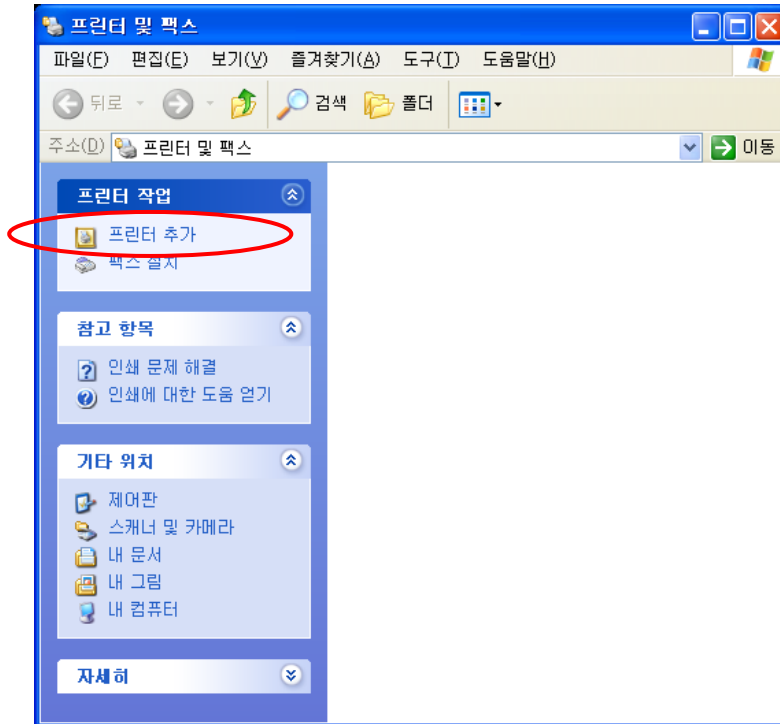 프린터 및 팩스
파일(F) 편집(E) 보기(V) 즐겨찾기(A) 도구(T) 도움말(H)
뒤로 검색 폴더
주소(D) 프린터 및 팩스 이동
프린터 작업
프린터 추가
팩스 설치
참고 항목
인쇄 문제 해결
인쇄에 대한 도움 얻기
기타 위치
제어판
스캐너 및 카메라
내 문서
내 그림
내 컴퓨터
자세히